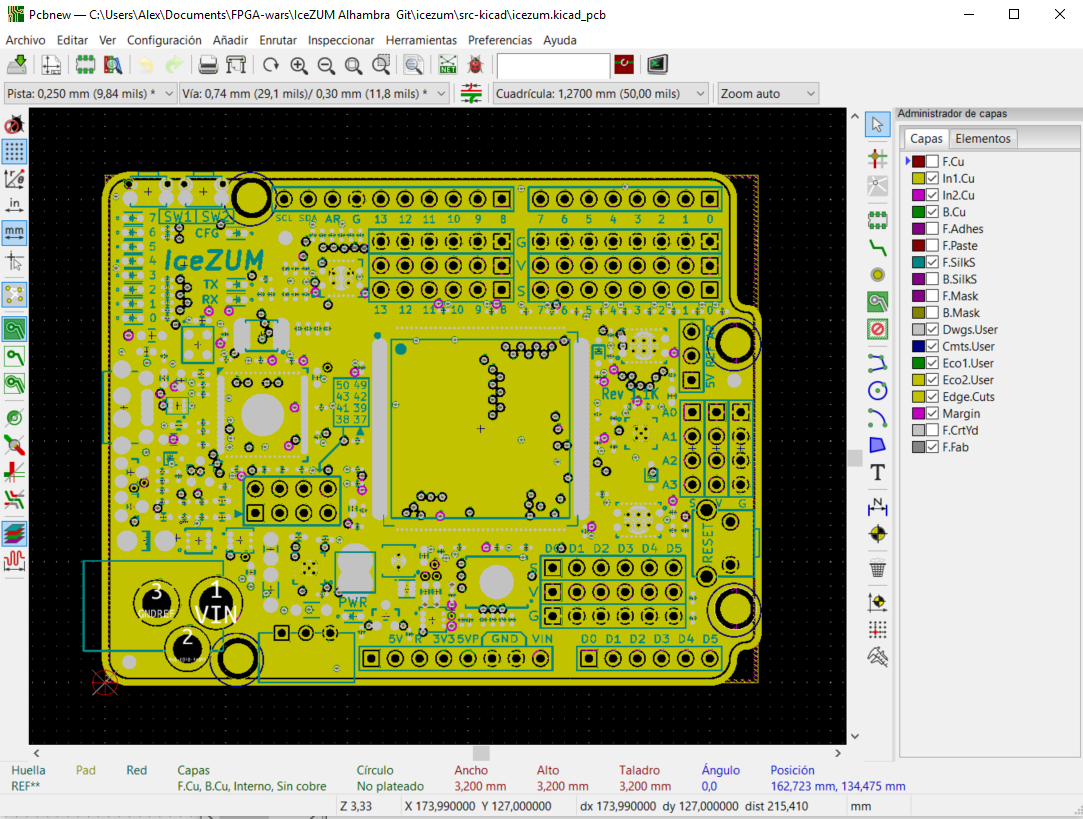 Pcbnew — C:\Users\Alex\Documents\FPGA-wars\IceZUM Alhambra Git\icezum\src-kicad\icezum.kicad_pcb
Archivo Editar Ver Configuración Añadir Enrutar Inspeccionar Herramientas Preferencias Ayuda
NET
Pista: 0,250 mm (9,84 mils) * Vía: 0,74 mm (29,1 mils)/ 0,30 mm (11,8 mils) * Cuadrícula: 1,2700 mm (50,00 mils) Zoom auto
in
mm
SW1 SW2 SCL SDA AR G 13 12 11 10 9 8 7 6 5 4 3 2 1 0
7 CFG
6
5
4
3
2
1
0
IceZUM
TX
RX
G
V
S
13 12 11 10 9 8 7 6 5 4 3 2 1 0
50 49
43 42
41 39
38 37
Rev 1.1K
A0
A1
A2
A3
S V G
RESET
D0 D1 D2 D3 D4 D5
S
V
G
3
GNDREF
1
VIN
2
PWR
5V R 3V3 5VP GND VIN D0 D1 D2 D3 D4 D5
Administrador de capas
Capas Elementos
F.Cu
In1.Cu
In2.Cu
B.Cu
F.Adhes
F.Paste
F.SilkS
B.SilkS
F.Mask
B.Mask
Dwgs.User
Cmts.User
Eco1.User
Eco2.User
Edge.Cuts
Margin
F.CrtYd
F.Fab
T
N
Huella Pad Red Capas Círculo Ancho Alto Taladro Ángulo Posición
REF** F.Cu, B.Cu, Interno, Sin cobre No plateado 3,200 mm 3,200 mm 3,200 mm 0,0 162,723 mm, 134,475 mm
Z 3,33 X 173,990000 Y 127,000000 dx 173,990000 dy 127,000000 dist 215,410 mm